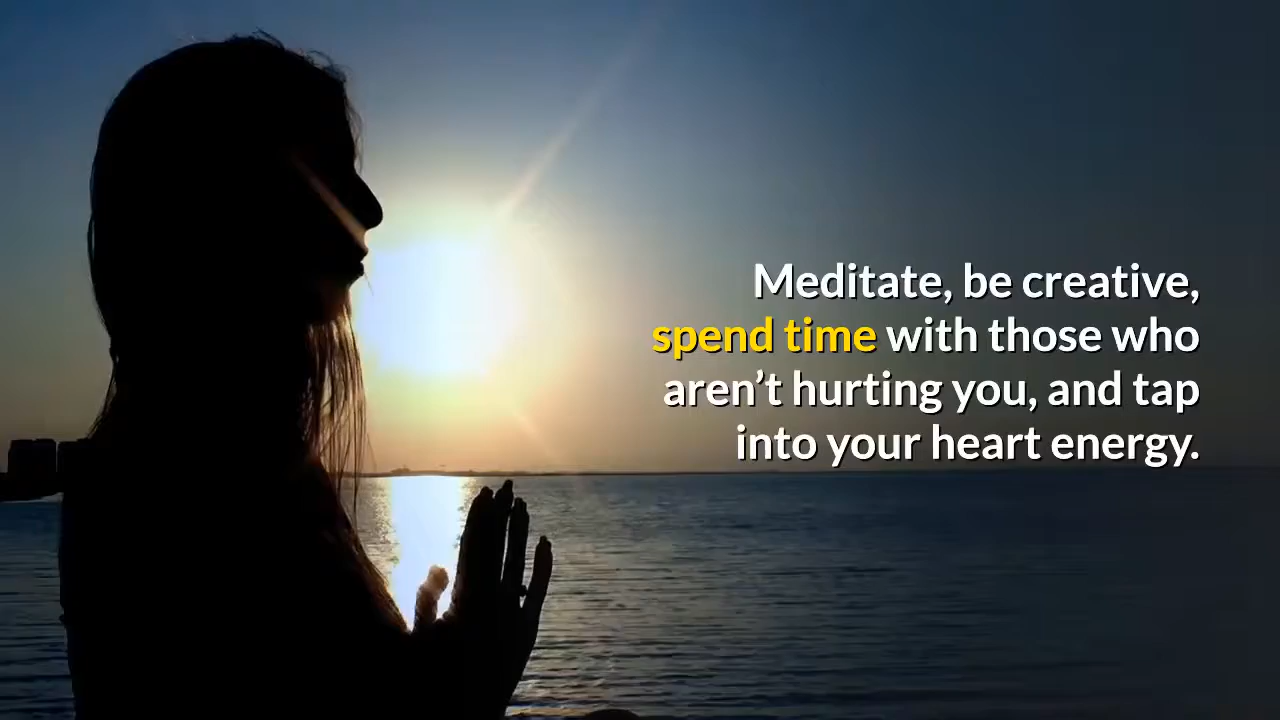 Meditate, be creative,
spend time with those who
aren’t hurting you, and tap
into your heart energy.